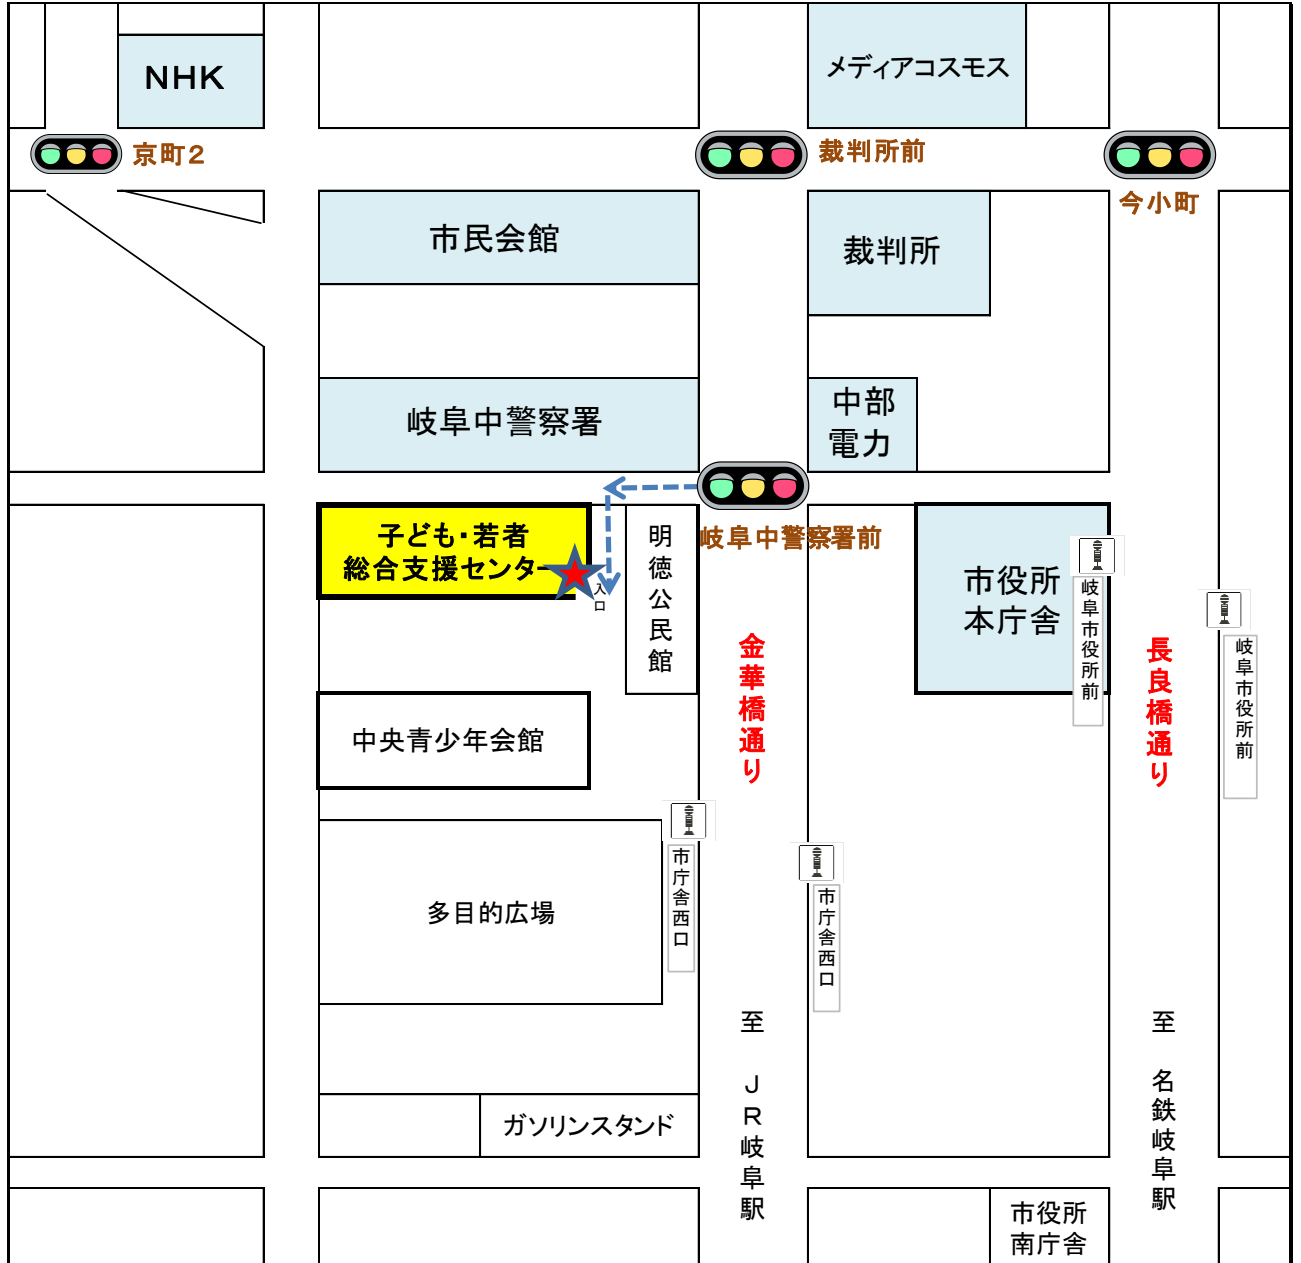 NHK
メディアコスモス
京町2
裁判所前
今小町
市民会館
裁判所
岐阜中警察署
中部
電力
子ども・若者
総合支援センター
入口
明徳公民館
岐阜中警察署前
市役所
本庁舎
岐阜市役所前
岐阜市役所前
金華橋通り
長良橋通り
中央青少年会館
市庁舎西口
市庁舎西口
多目的広場
至 JR岐阜駅
至 名鉄岐阜駅
ガソリンスタンド
市役所
南庁舎